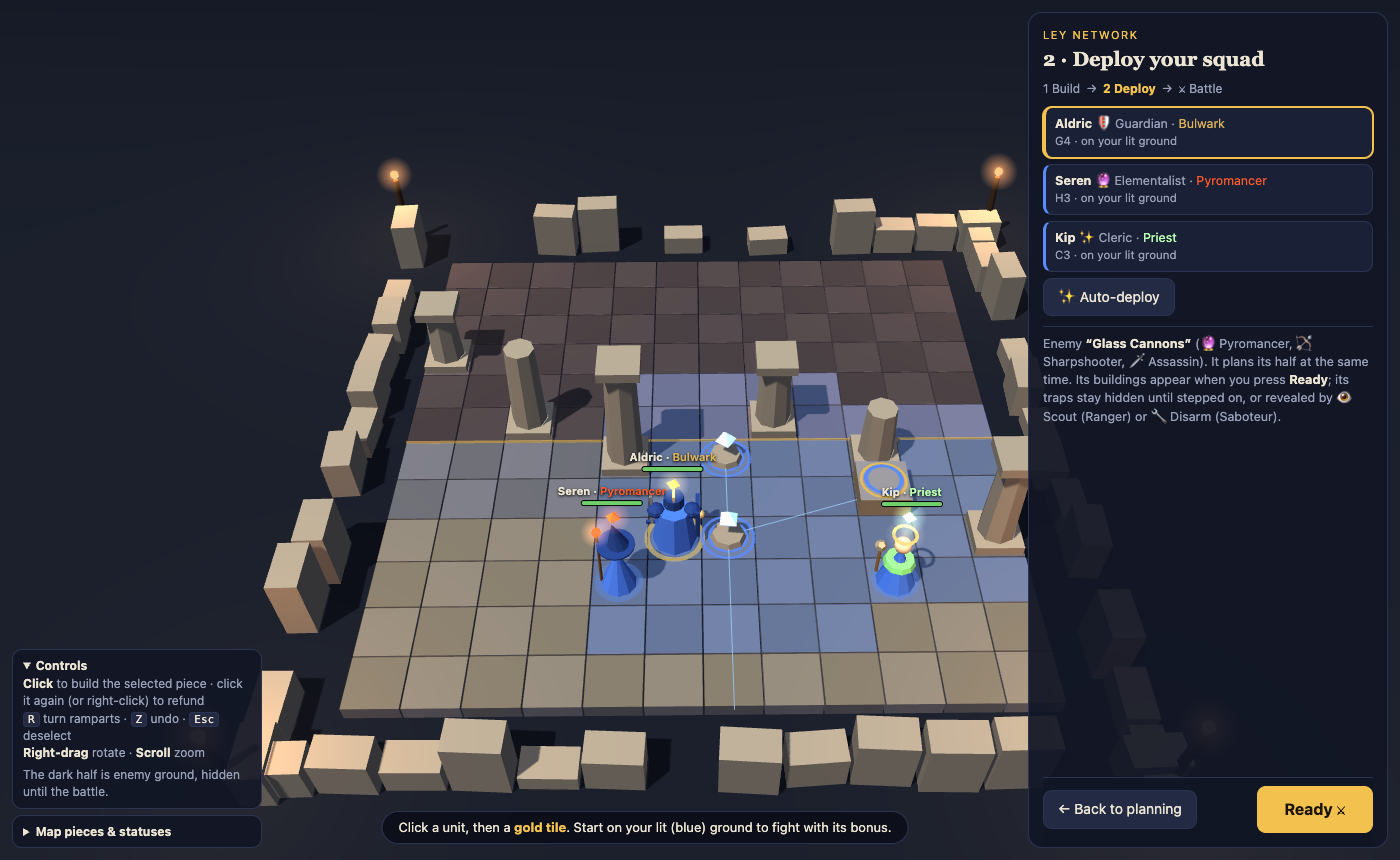 LEY NETWORK
2 · Deploy your squad
1 Build → 2 Deploy → ⚔ Battle
Aldric 🛡 Guardian · Bulwark
G4 · on your lit ground
Seren 🔮 Elementalist · Pyromancer
H3 · on your lit ground
Kip ✨ Cleric · Priest
C3 · on your lit ground
✨ Auto-deploy
Enemy “Glass Cannons” (🔮 Pyromancer, 🏹
Sharpshooter, 🗡 Assassin). It plans its half at the same
time. Its buildings appear when you press Ready; its
traps stay hidden until stepped on, or revealed by 👁
Scout (Ranger) or 🔧 Disarm (Saboteur).
Aldric · Bulwark
Seren · Pyromancer
Kip · Priest
▼ Controls
Click to build the selected piece · click
it again (or right-click) to refund
R turn ramparts · Z undo · Esc
deselect
Right-drag rotate · Scroll zoom
The dark half is enemy ground, hidden
until the battle.
▶ Map pieces & statuses
Click a unit, then a gold tile. Start on your lit (blue) ground to fight with its bonus.
← Back to planning
Ready ⚔